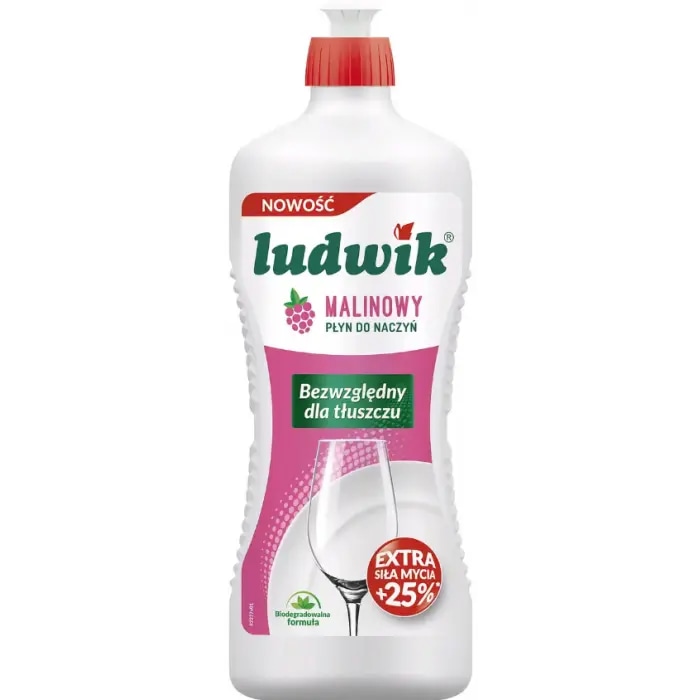 NOWOŚĆ
ludwik®
MALINOWY
PŁYN DO NACZYŃ
Bezwzględny
dla tłuszczu
EXTRA
SIŁA MYCIA
+25%*
Biodegradowalna
formuła